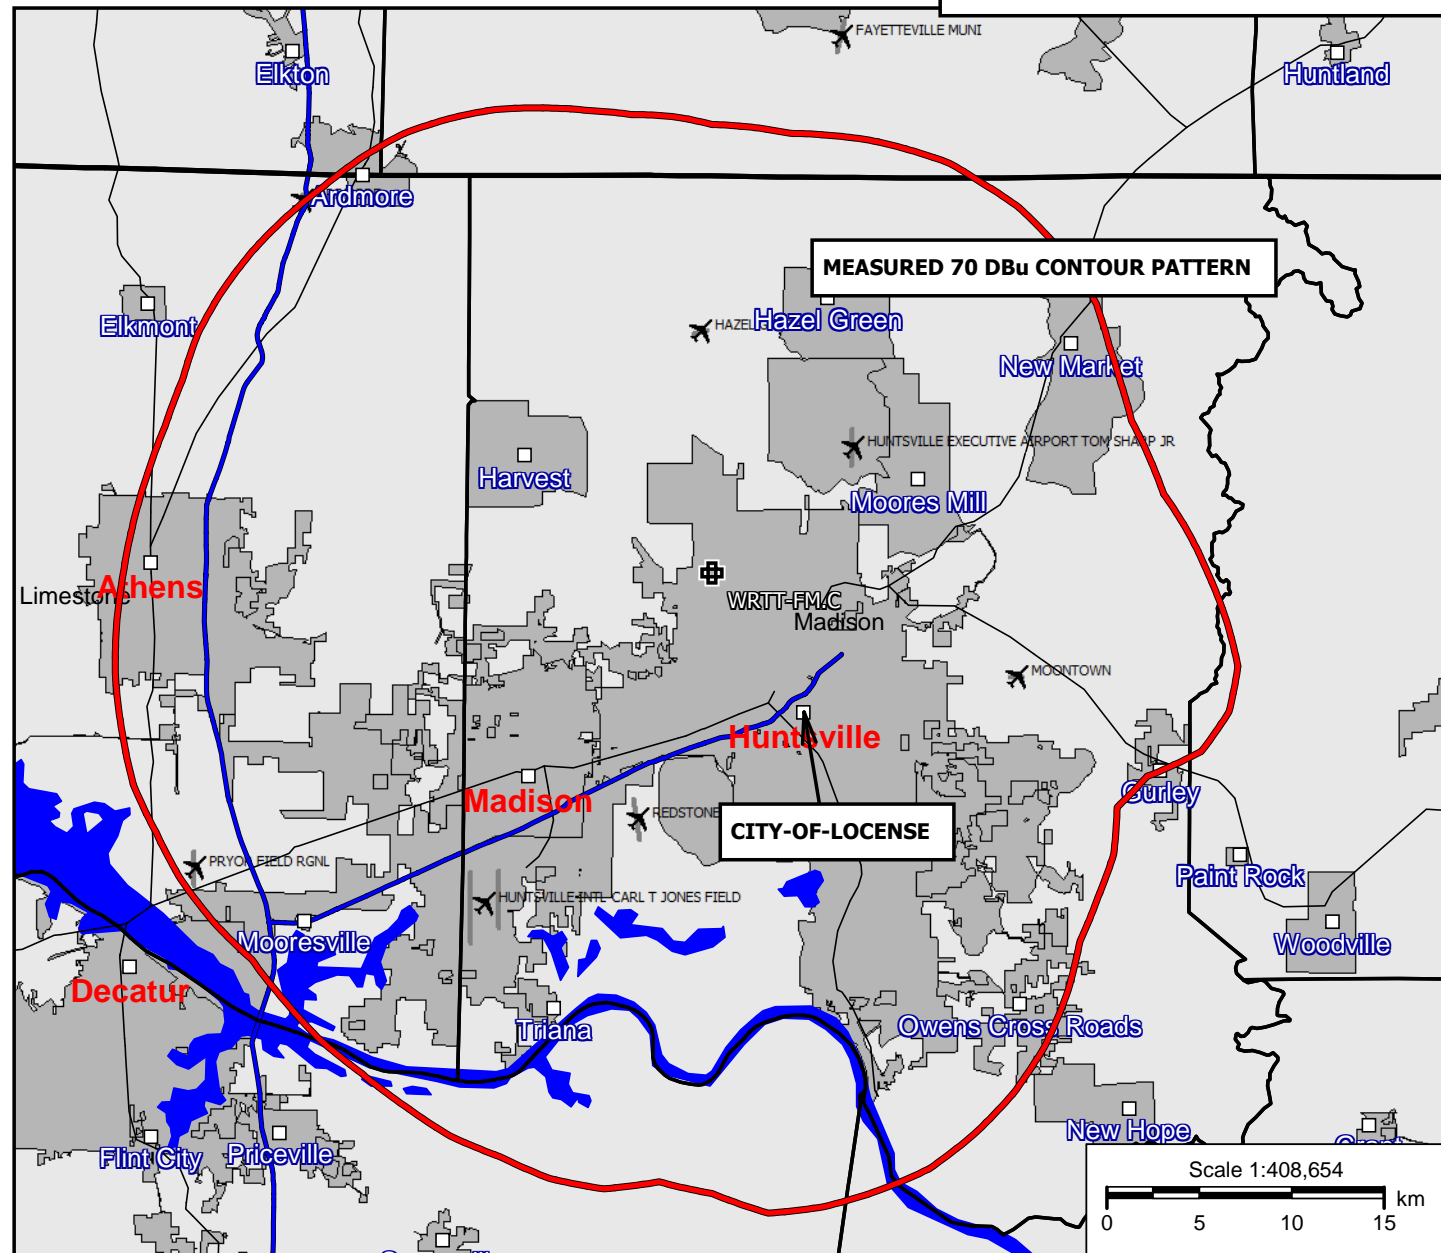 FAYETTEVILLE MUNI
Elkton
Huntland
Ardmore
MEASURED 70 DBu CONTOUR PATTERN
Elkmont
HAZEL
Hazel Green
New Market
HUNTSVILLE EXECUTIVE AIRPORT TOM SHARP JR
Harvest
Moores Mill
Limestone
Athens
WRTT-FM.C
Madison
MOONTOWN
Huntsville
Madison
Gurley
REDSTONE
CITY-OF-LOCENSE
PRYOR FIELD RGNL
Paint Rock
HUNTSVILLE INTL CARL T JONES FIELD
Mooresville
Woodville
Decatur
Triana
Owens Cross Roads
New Hope
Flint City
Priceville
Scale 1:408,654
km
0 5 10 15